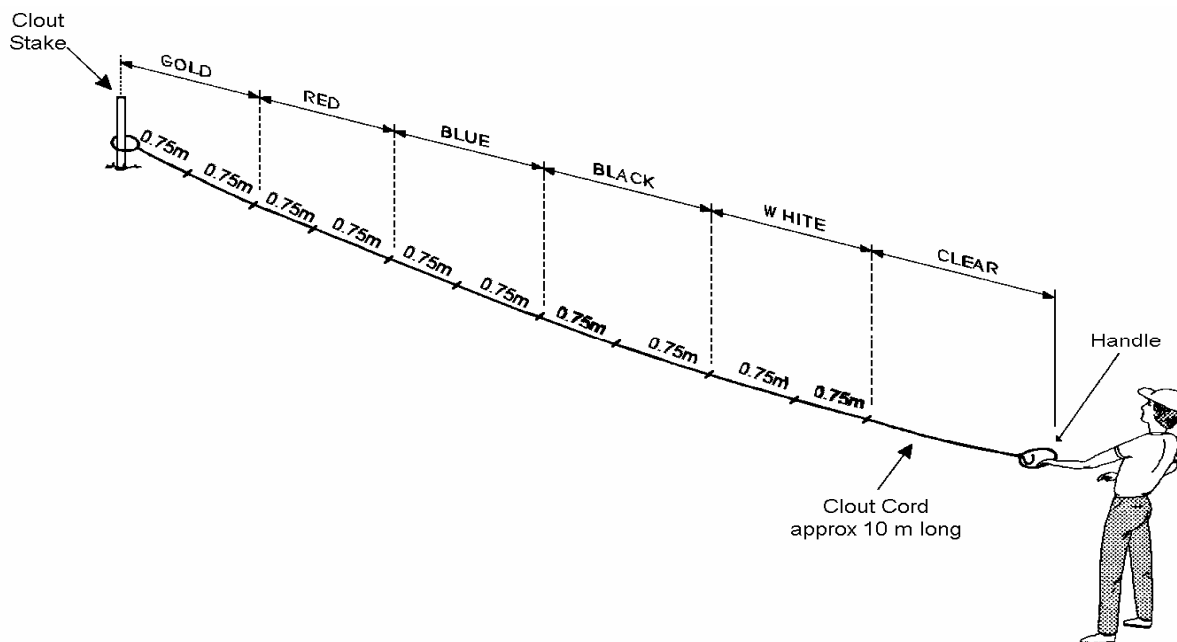 Clout
Stake
GOLD
RED
BLUE
BLACK
WHITE
CLEAR
0.75m
0.75m
0.75m
0.75m
0.75m
0.75m
0.75m
0.75m
0.75m
0.75m
Handle
Clout Cord
approx 10 m long